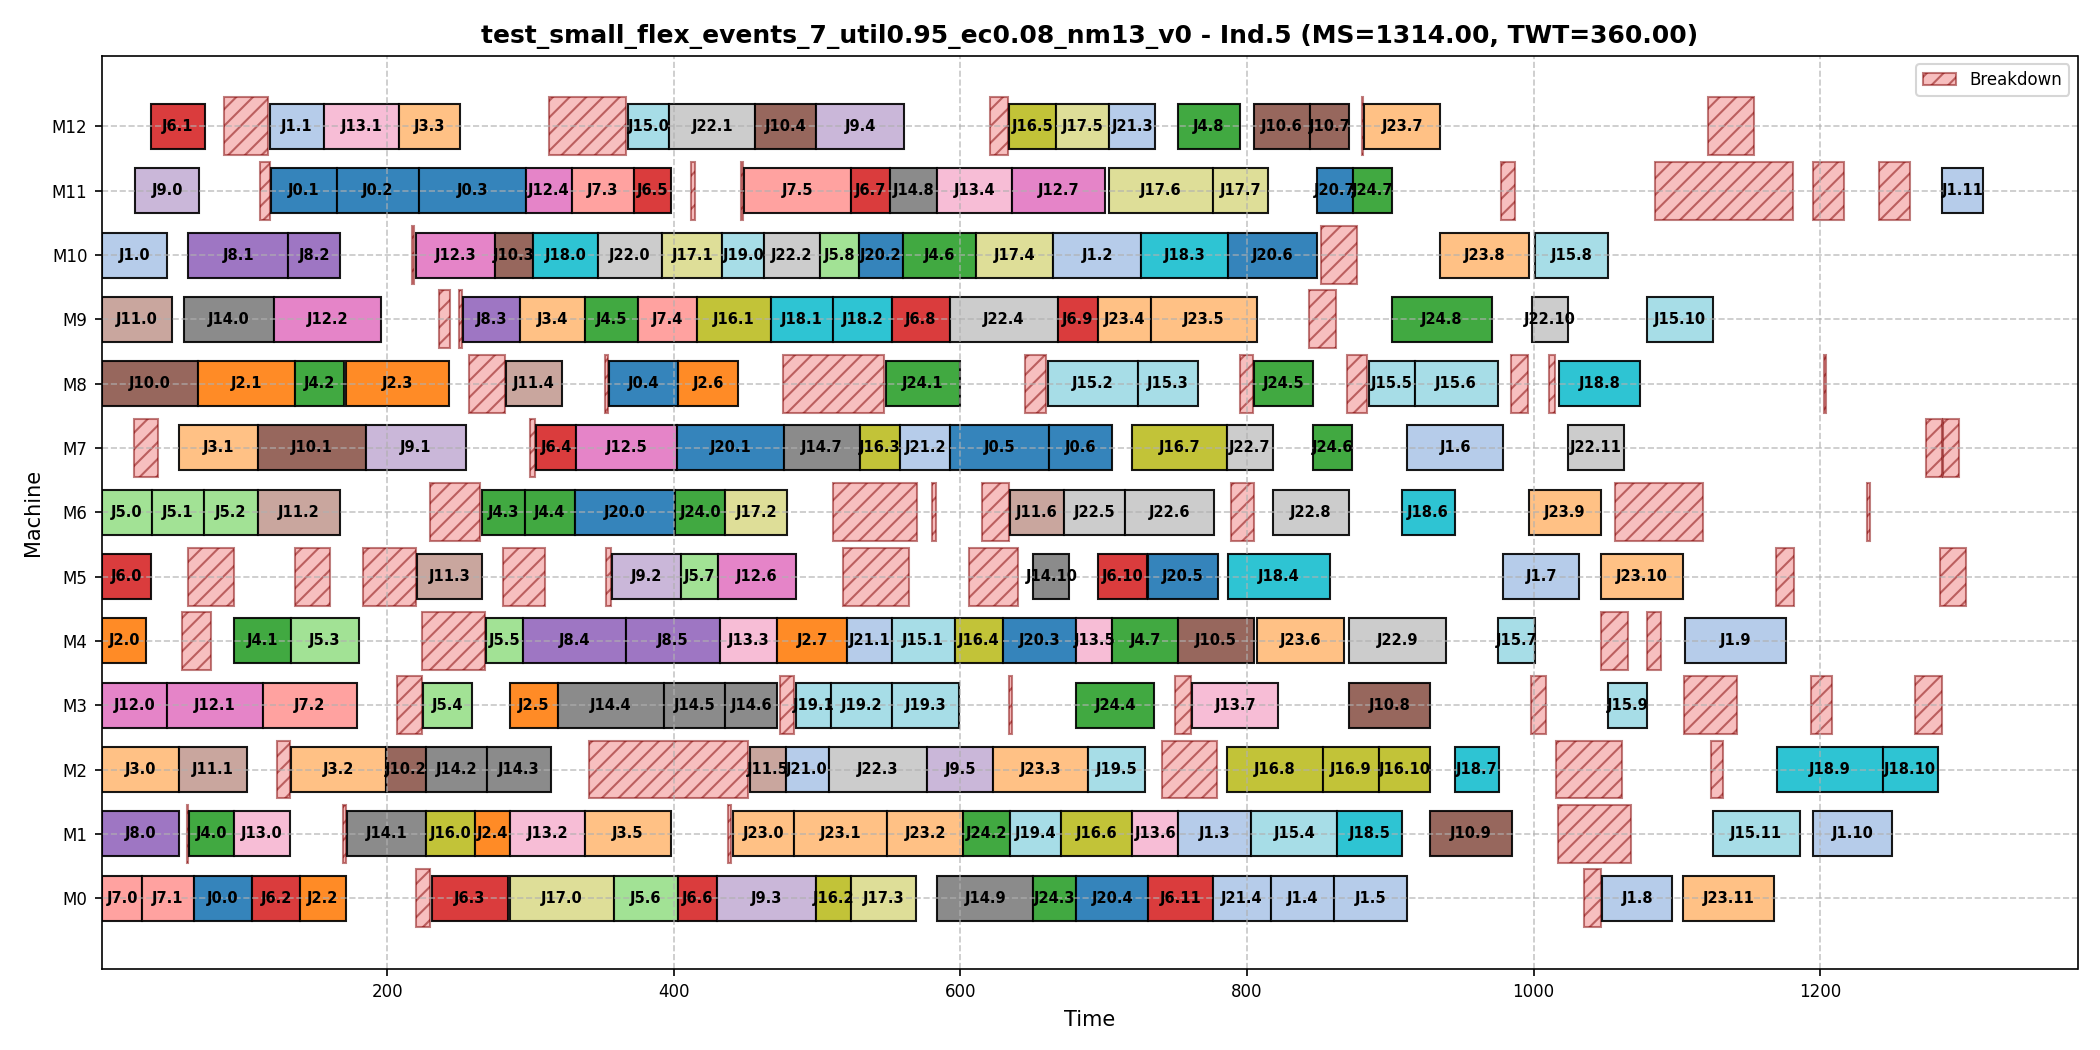 test_small_flex_events_7_util0.95_ec0.08_nm13_v0 - Ind.5 (MS=1314.00, TWT=360.00)
Breakdown
M12 J6.1 J1.1 J13.1 J3.3 J15.0 J22.1 J10.4 J9.4 J16.5 J17.5 J21.3 J4.8 J10.6 J10.7 J23.7
M11 J9.0 J0.1 J0.2 J0.3 J12.4 J7.3 J6.5 J7.5 J6.7 J14.8 J13.4 J12.7 J17.6 J17.7 J20.7 J24.7 J1.11
M10 J1.0 J8.1 J8.2 J12.3 J10.3 J18.0 J22.0 J17.1 J19.0 J22.2 J5.8 J20.2 J4.6 J17.4 J1.2 J18.3 J20.6 J23.8 J15.8
M9 J11.0 J14.0 J12.2 J8.3 J3.4 J4.5 J7.4 J16.1 J18.1 J18.2 J6.8 J22.4 J6.9 J23.4 J23.5 J24.8 J22.10 J15.10
M8 J10.0 J2.1 J4.2 J2.3 J11.4 J0.4 J2.6 J24.1 J15.2 J15.3 J24.5 J15.5 J15.6 J18.8
M7 J3.1 J10.1 J9.1 J6.4 J12.5 J20.1 J14.7 J16.3 J21.2 J0.5 J0.6 J16.7 J22.7 J24.6 J1.6 J22.11
M6 J5.0 J5.1 J5.2 J11.2 J4.3 J4.4 J20.0 J24.0 J17.2 J11.6 J22.5 J22.6 J22.8 J18.6 J23.9
M5 J6.0 J11.3 J9.2 J5.7 J12.6 J14.10 J6.10 J20.5 J18.4 J1.7 J23.10
M4 J2.0 J4.1 J5.3 J5.5 J8.4 J8.5 J13.3 J2.7 J21.1 J15.1 J16.4 J20.3 J13.5 J4.7 J10.5 J23.6 J22.9 J15.7 J1.9
M3 J12.0 J12.1 J7.2 J5.4 J2.5 J14.4 J14.5 J14.6 J19.1 J19.2 J19.3 J24.4 J13.7 J10.8 J15.9
M2 J3.0 J11.1 J3.2 J10.2 J14.2 J14.3 J11.5 J21.0 J22.3 J9.5 J23.3 J19.5 J16.8 J16.9 J16.10 J18.7 J18.9 J18.10
M1 J8.0 J4.0 J13.0 J14.1 J16.0 J2.4 J13.2 J3.5 J23.0 J23.1 J23.2 J24.2 J19.4 J16.6 J13.6 J1.3 J15.4 J18.5 J10.9 J15.11 J1.10
M0 J7.0 J7.1 J0.0 J6.2 J2.2 J6.3 J17.0 J5.6 J6.6 J9.3 J16.2 J17.3 J14.9 J24.3 J20.4 J6.11 J21.4 J1.4 J1.5 J1.8 J23.11
200 400 600 800 1000 1200
Time
Machine